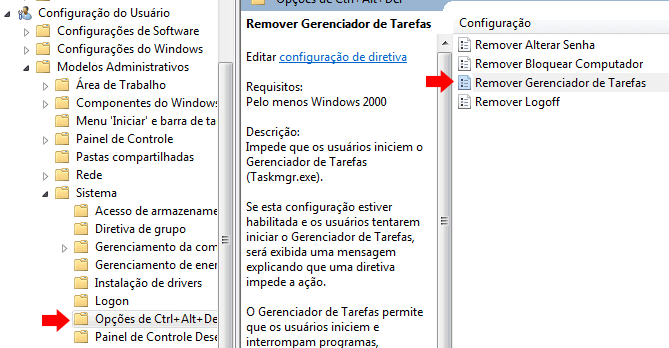 Configuração do Usuário
Configurações de Software
Configurações do Windows
Modelos Administrativos
Área de Trabalho
Componentes do Windows
Menu 'Iniciar' e barra de ta
Painel de Controle
Pastas compartilhadas
Rede
Sistema
Acesso de armazename
Diretiva de grupo
Gerenciamento da com
Gerenciamento de ener
Instalação de drivers
Logon
Opções de Ctrl+Alt+De
Painel de Controle Dese
Opções de Ctrl+Alt+Del
Remover Gerenciador de Tarefas
Editar configuração de diretiva
Requisitos:
Pelo menos Windows 2000
Descrição:
Impede que os usuários iniciem o
Gerenciador de Tarefas
(Taskmgr.exe).
Se esta configuração estiver
habilitada e os usuários tentarem
iniciar o Gerenciador de Tarefas,
será exibida uma mensagem
explicando que uma diretiva
impede a ação.
O Gerenciador de Tarefas permite
que os usuários iniciem e
interrompam programas,
Configuração
Remover Alterar Senha
Remover Bloquear Computador
Remover Gerenciador de Tarefas
Remover Logoff